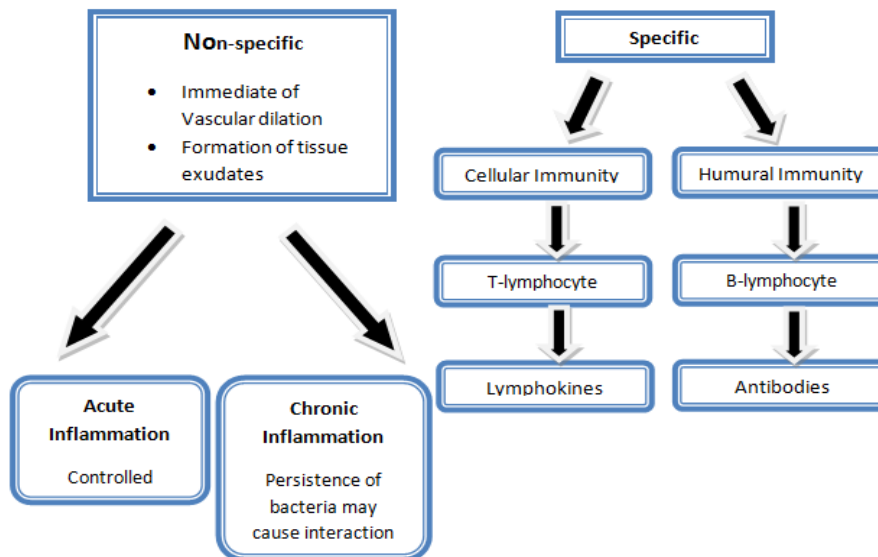 Non-specific
• Immediate of
Vascular dilation
• Formation of tissue
exudates
Specific
Cellular Immunity
Humural Immunity
T-lymphocyte
B-lymphocyte
Lymphokines
Antibodies
Acute
Inflammation
Controlled
Chronic
Inflammation
Persistence of
bacteria may
cause interaction